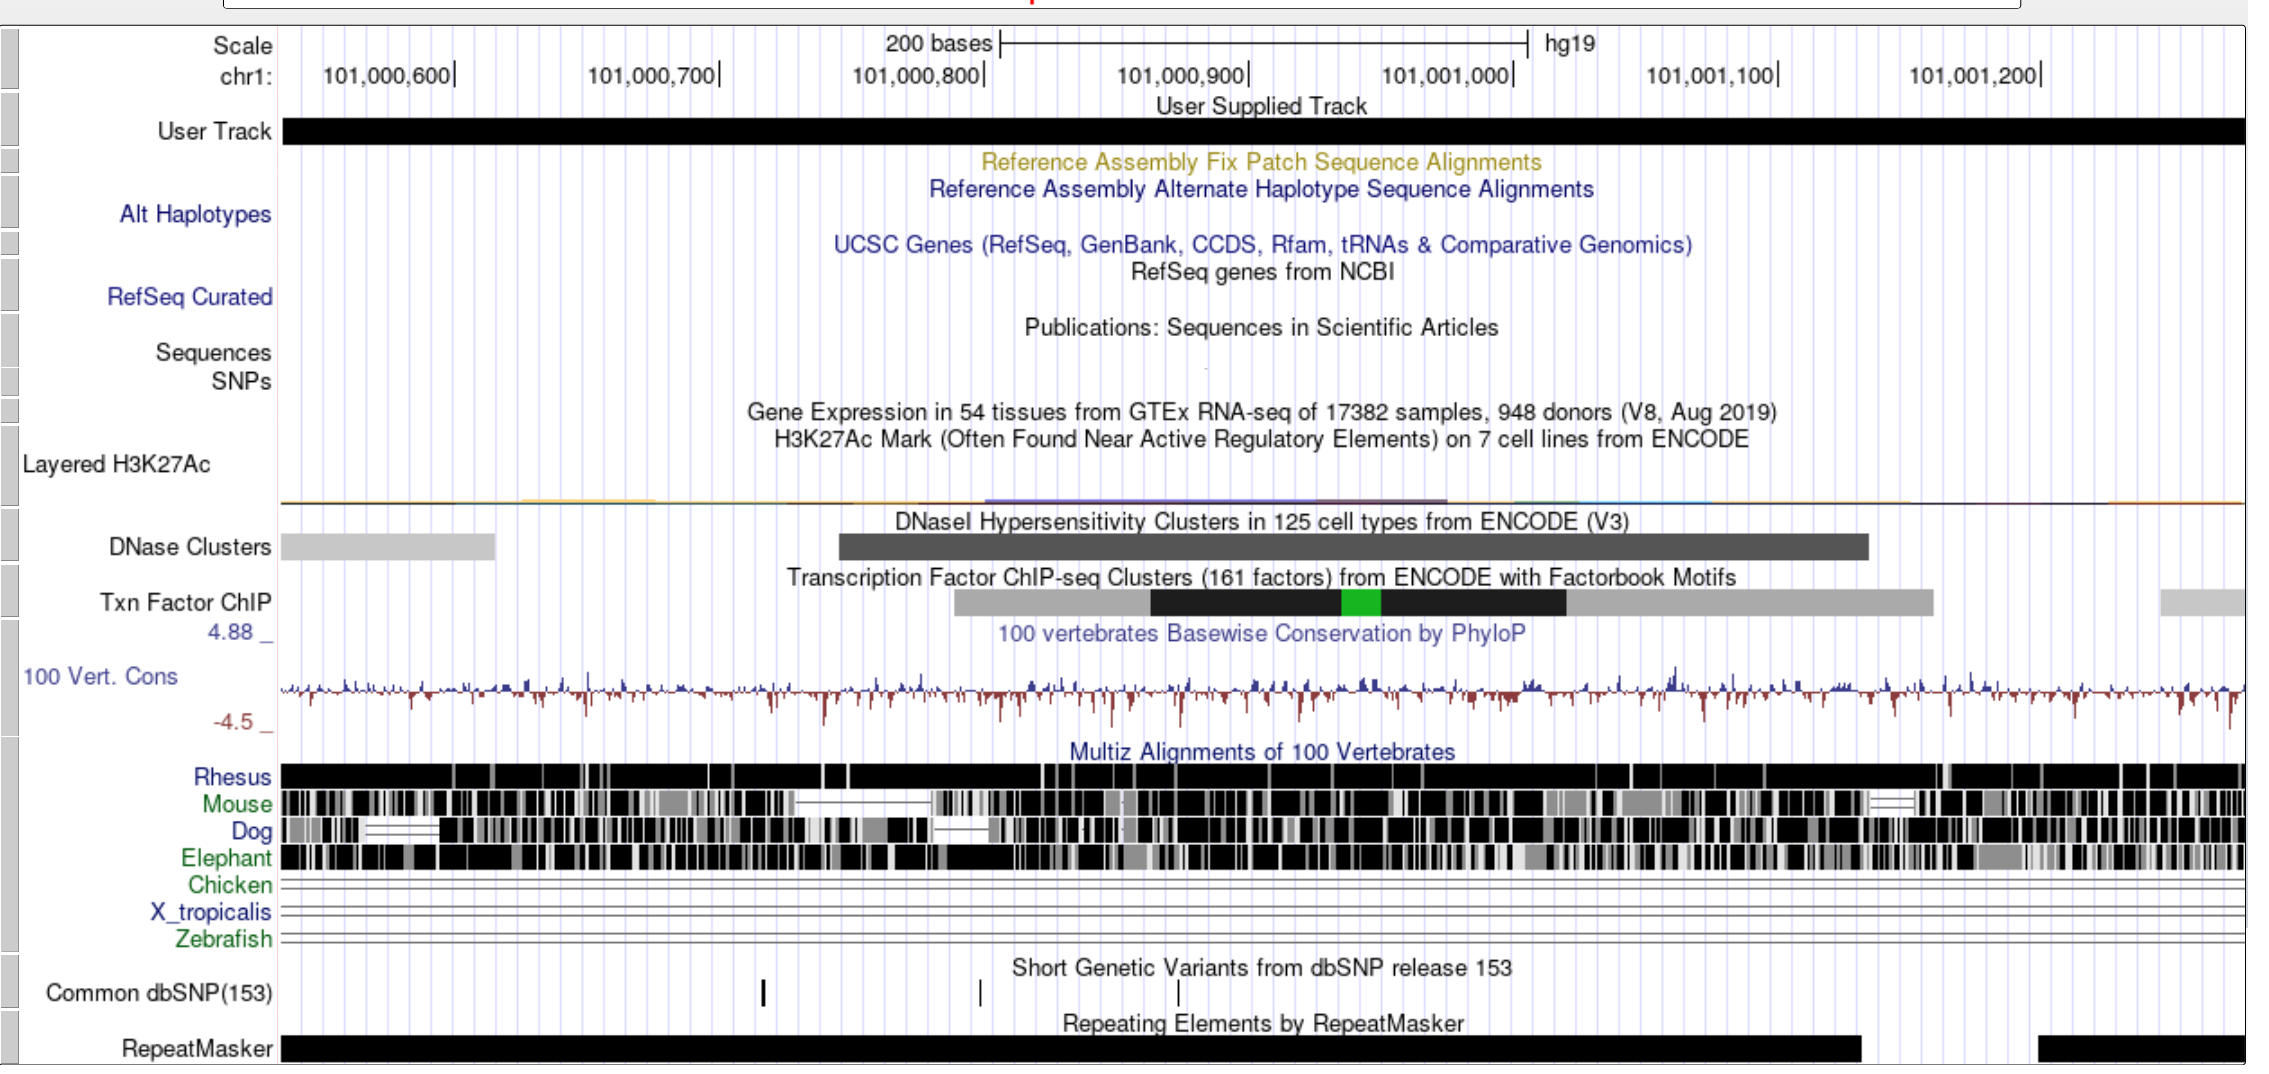 Scale 200 bases hg19
chr1: 101,000,600 101,000,700 101,000,800 101,000,900 101,001,000 101,001,100 101,001,200
User Supplied Track
User Track
Reference Assembly Fix Patch Sequence Alignments
Reference Assembly Alternate Haplotype Sequence Alignments
Alt Haplotypes
UCSC Genes (RefSeq, GenBank, CCDS, Rfam, tRNAs & Comparative Genomics)
RefSeq genes from NCBI
RefSeq Curated
Publications: Sequences in Scientific Articles
Sequences
SNPs
Gene Expression in 54 tissues from GTEx RNA-seq of 17382 samples, 948 donors (V8, Aug 2019)
H3K27Ac Mark (Often Found Near Active Regulatory Elements) on 7 cell lines from ENCODE
Layered H3K27Ac
DNaseI Hypersensitivity Clusters in 125 cell types from ENCODE (V3)
DNase Clusters
Transcription Factor ChIP-seq Clusters (161 factors) from ENCODE with Factorbook Motifs
Txn Factor ChIP
4.88 _ 100 vertebrates Basewise Conservation by PhyloP
100 Vert. Cons
-4.5 _
Multiz Alignments of 100 Vertebrates
Rhesus
Mouse
Dog
Elephant
Chicken
X_tropicalis
Zebrafish
Short Genetic Variants from dbSNP release 153
Common dbSNP(153)
Repeating Elements by RepeatMasker
RepeatMasker